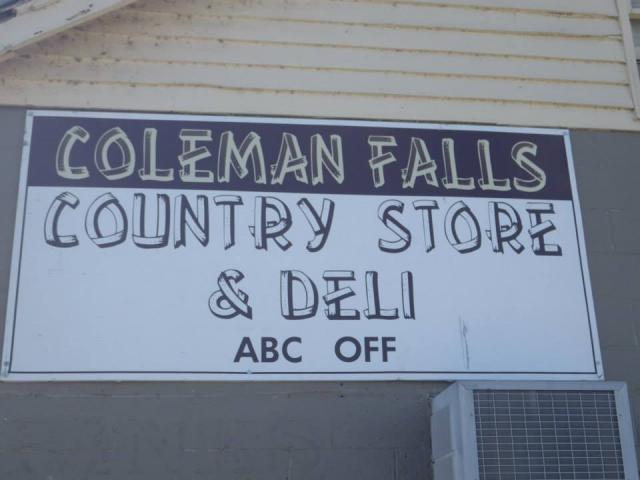 COLEMAN FALLS
COUNTRY STORE
& DELI
ABC OFF